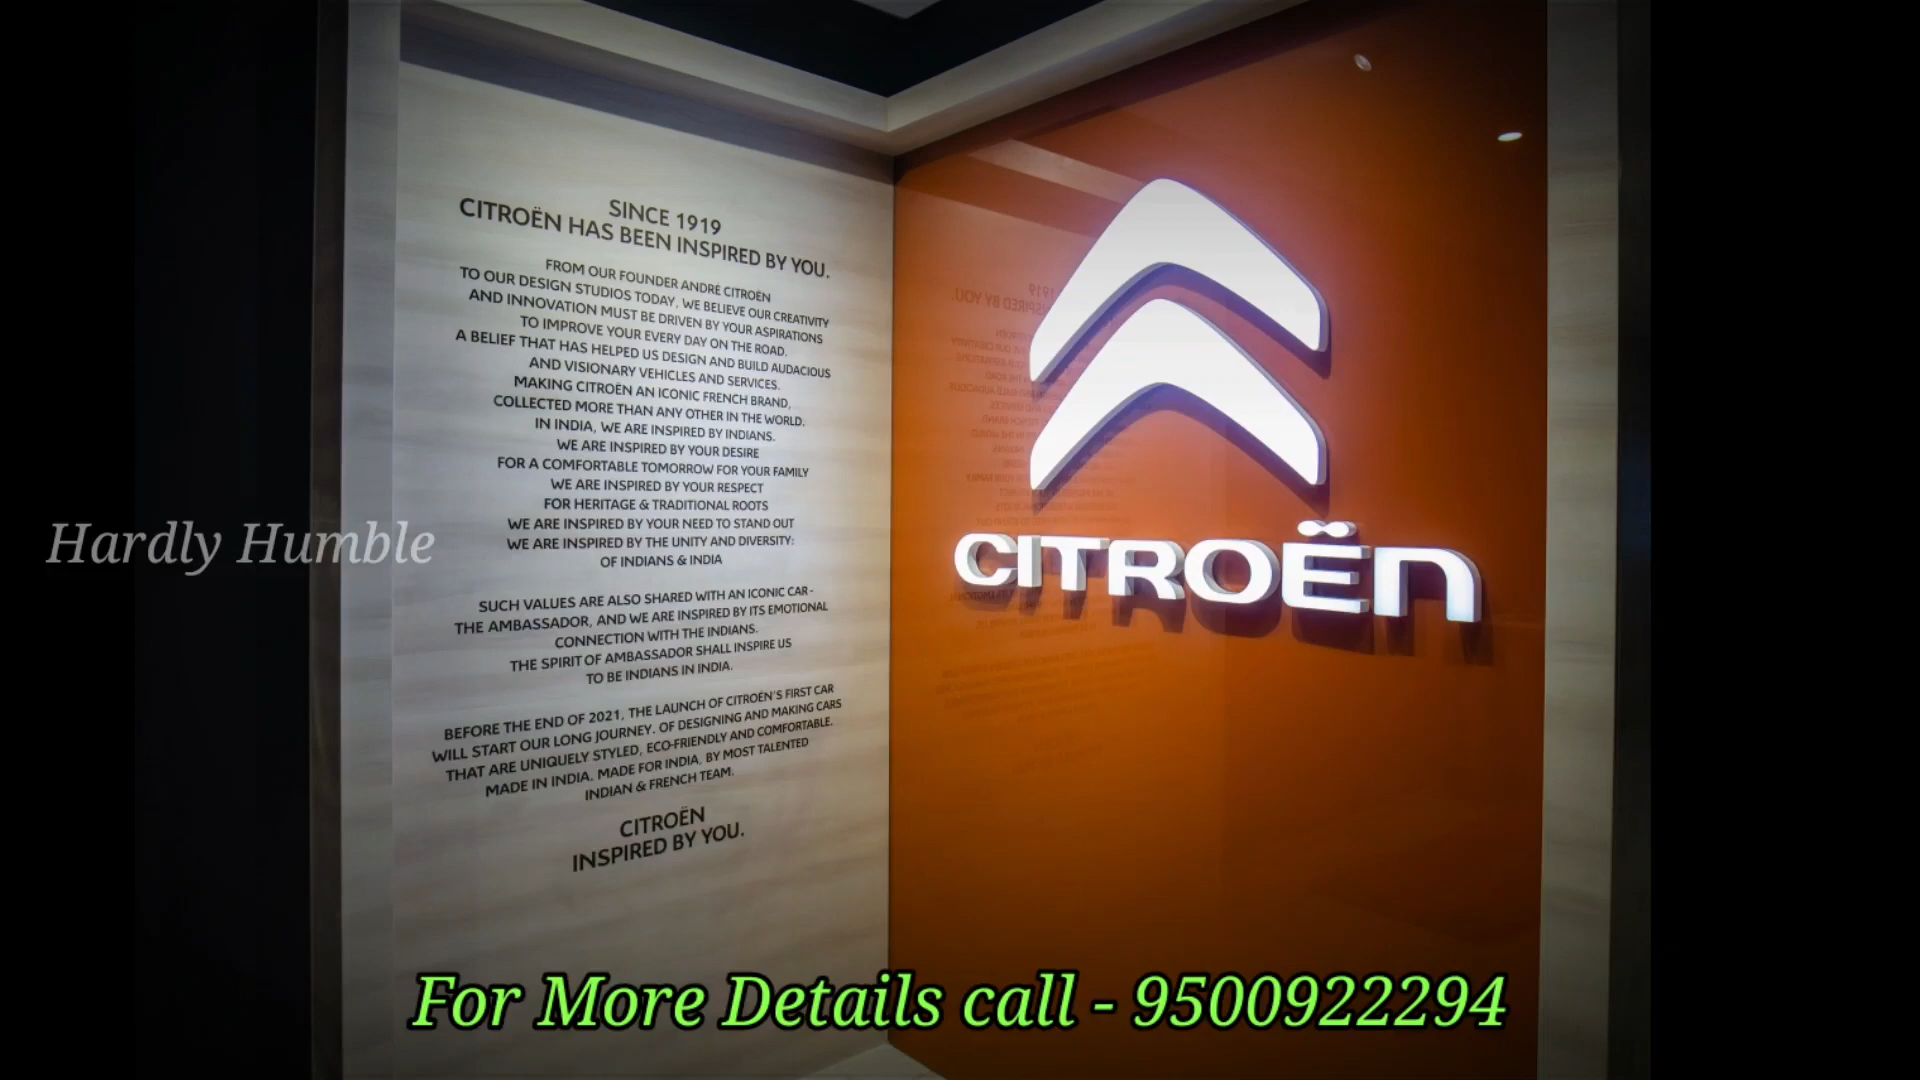 SINCE 1919
CITROËN HAS BEEN INSPIRED BY YOU.
FROM OUR FOUNDER ANDRÉ CITROËN
TO OUR DESIGN STUDIOS TODAY, WE BELIEVE OUR CREATIVITY
AND INNOVATION MUST BE DRIVEN BY YOUR ASPIRATIONS
TO IMPROVE YOUR EVERY DAY ON THE ROAD.
A BELIEF THAT HAS HELPED US DESIGN AND BUILD AUDACIOUS
AND VISIONARY VEHICLES AND SERVICES.
MAKING CITROËN AN ICONIC FRENCH BRAND,
COLLECTED MORE THAN ANY OTHER IN THE WORLD.
IN INDIA, WE ARE INSPIRED BY INDIANS.
WE ARE INSPIRED BY YOUR DESIRE
FOR A COMFORTABLE TOMORROW FOR YOUR FAMILY
WE ARE INSPIRED BY YOUR RESPECT
FOR HERITAGE & TRADITIONAL ROOTS
WE ARE INSPIRED BY YOUR NEED TO STAND OUT
WE ARE INSPIRED BY THE UNITY AND DIVERSITY:
OF INDIANS & INDIA
SUCH VALUES ARE ALSO SHARED WITH AN ICONIC CAR -
THE AMBASSADOR, AND WE ARE INSPIRED BY ITS EMOTIONAL
CONNECTION WITH THE INDIANS.
THE SPIRIT OF AMBASSADOR SHALL INSPIRE US
TO BE INDIANS IN INDIA.
BEFORE THE END OF 2021, THE LAUNCH OF CITROËN'S FIRST CAR
WILL START OUR LONG JOURNEY. OF DESIGNING AND MAKING CARS
THAT ARE UNIQUELY STYLED, ECO-FRIENDLY AND COMFORTABLE.
MADE IN INDIA, MADE FOR INDIA, BY MOST TALENTED
INDIAN & FRENCH TEAM.
CITROËN
INSPIRED BY YOU.
CITROËN
Hardly Humble
For More Details call - 9500922294